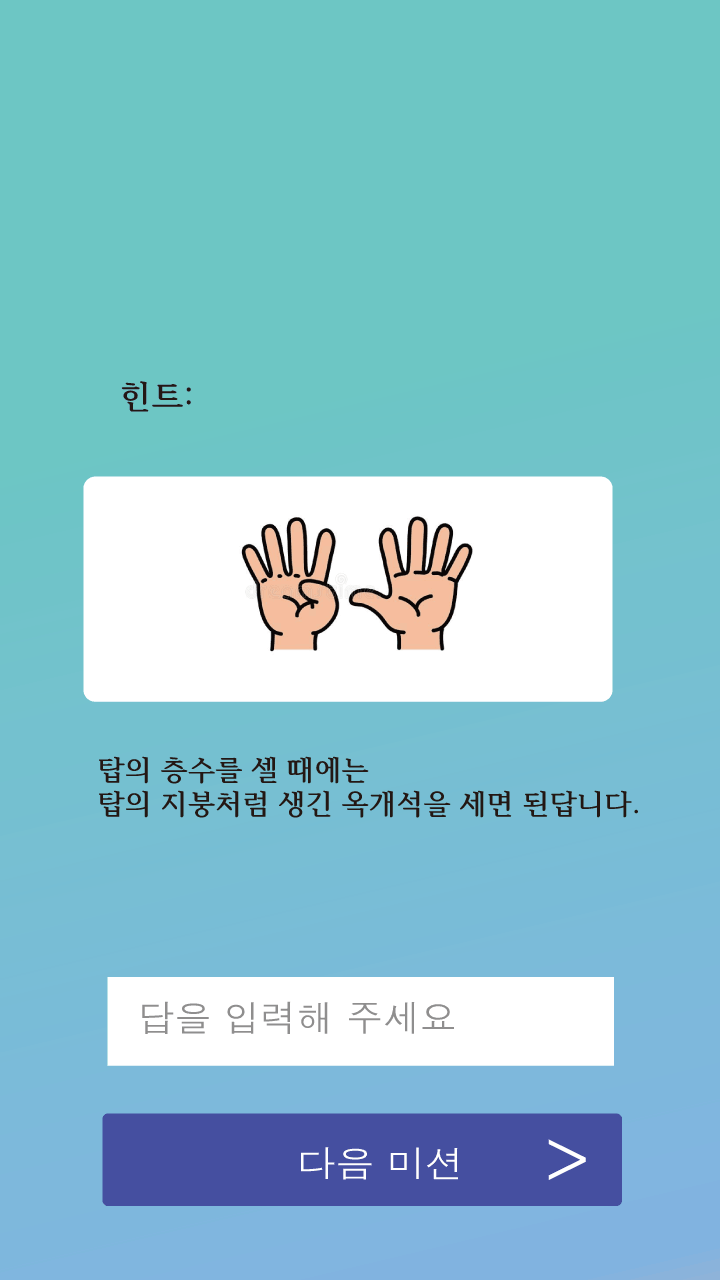 힌트:
탑의 층수를 셀 때에는
탑의 지붕처럼 생긴 옥개석을 세면 된답니다.
답을 입력해 주세요
다음 미션 >